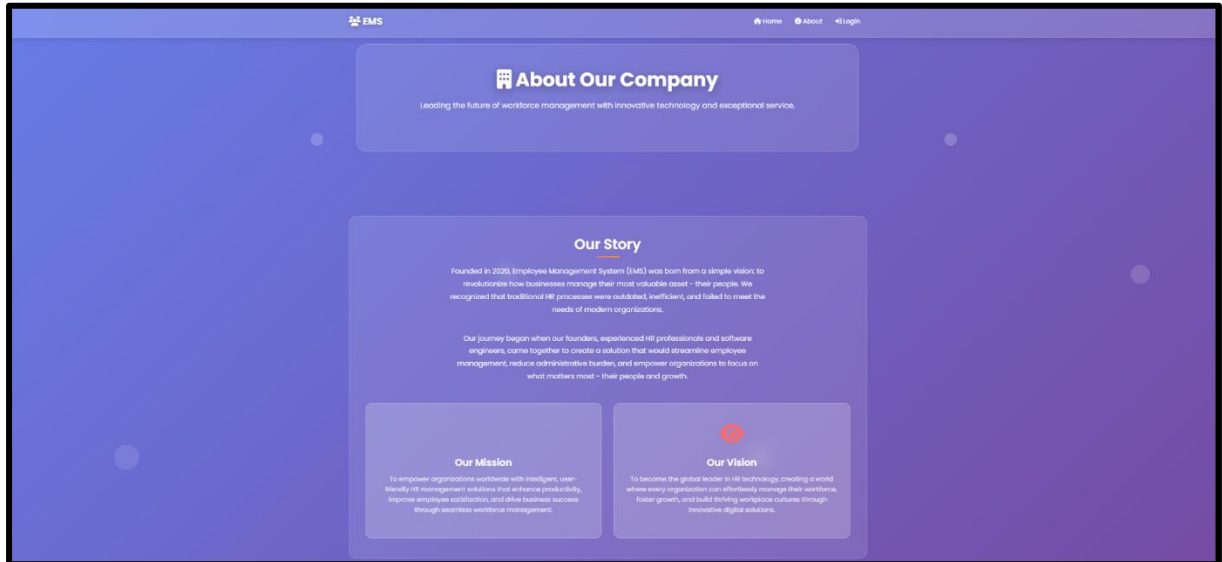 EMS
Home About Login
About Our Company
Leading the future of workforce management with innovative technology and exceptional service.
Our Story
Founded in 2020, Employee Management System (EMS) was born from a simple vision: to
revolutionize how businesses manage their most valuable asset - their people. We
recognized that traditional HR processes were outdated, inefficient, and failed to meet the
needs of modern organizations.
Our journey began when our founders, experienced HR professionals and software
engineers, came together to create a solution that would streamline employee
management, reduce administrative burden, and empower organizations to focus on
what matters most - their people and growth.
Our Mission
To empower organizations worldwide with intelligent, user-
friendly HR management solutions that enhance productivity,
improve employee satisfaction, and drive business success
through seamless workforce management.
Our Vision
To become the global leader in HR technology, creating a world
where every organization can effortlessly manage their workforce,
foster growth, and build thriving workplace cultures through
innovative digital solutions.